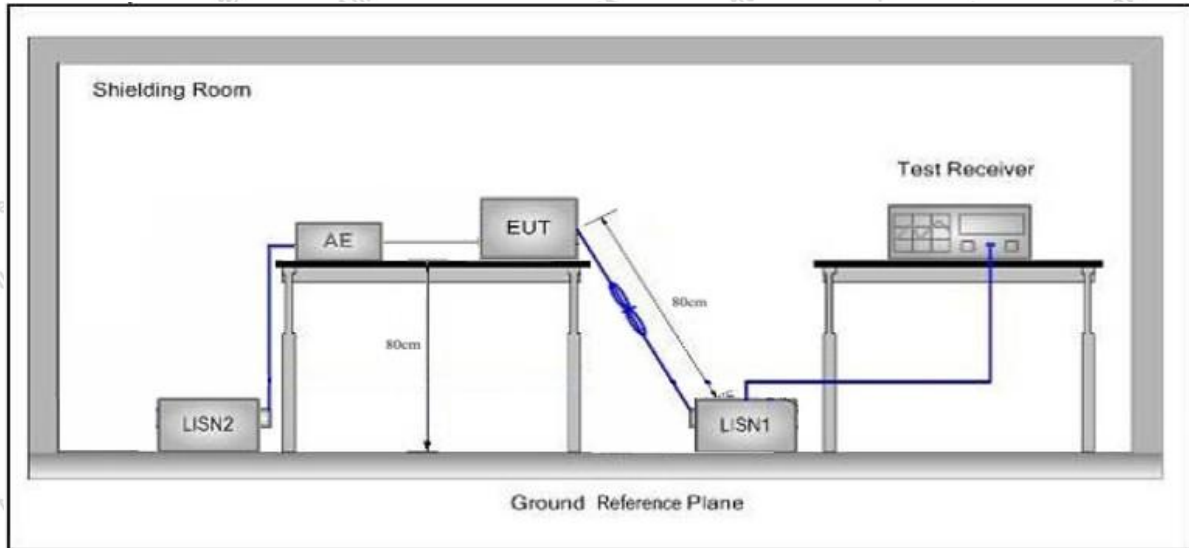 Shielding Room
Test Receiver
AE
EUT
80cm
80cm
LISN2
LISN1
Ground Reference Plane